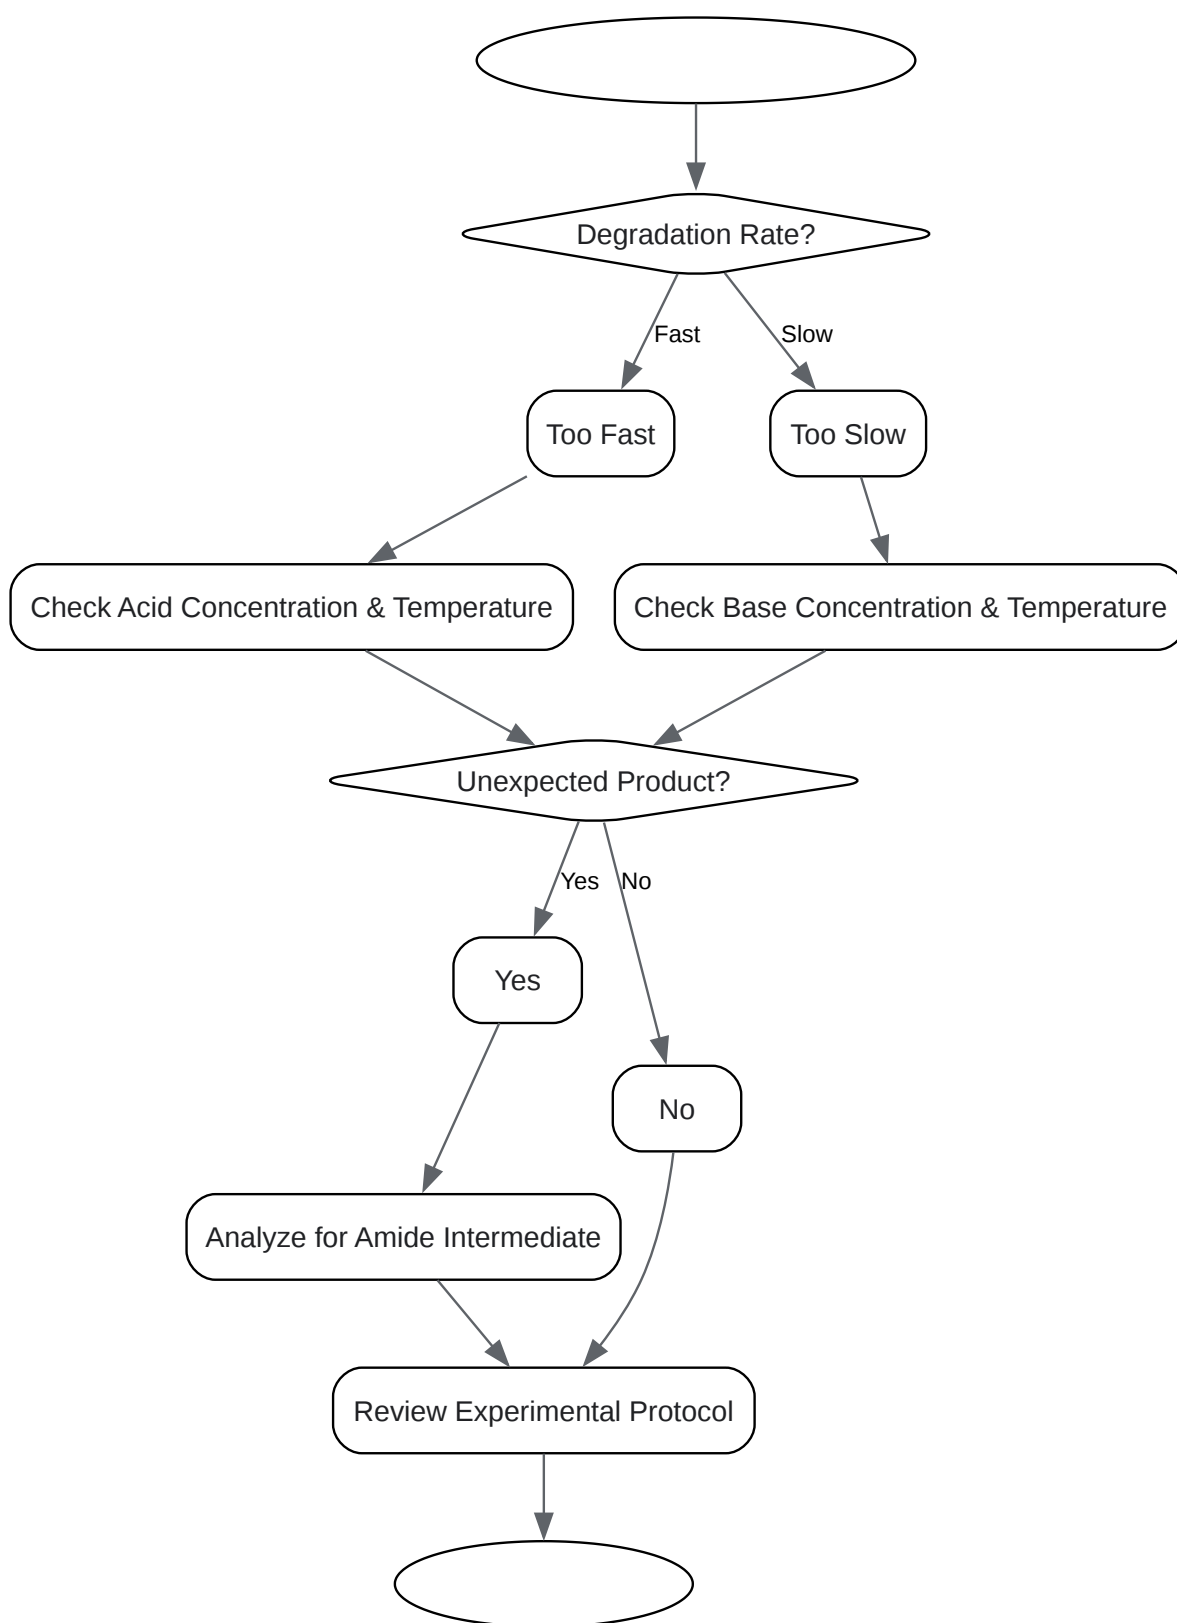 Degradation Rate?
Fast
Slow
Too Fast
Too Slow
Check Acid Concentration & Temperature
Check Base Concentration & Temperature
Unexpected Product?
Yes
No
Yes
No
Analyze for Amide Intermediate
Review Experimental Protocol